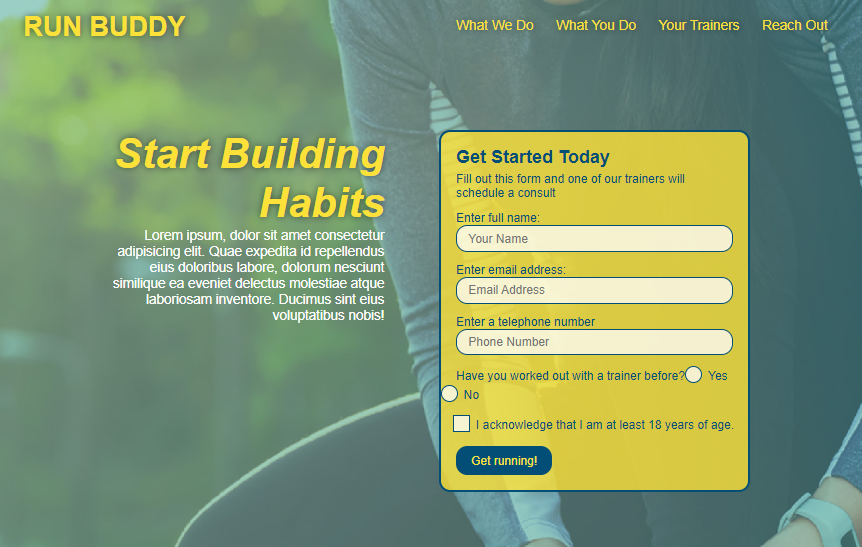 RUN BUDDY
What We Do What You Do Your Trainers Reach Out
Start Building
Habits
Lorem ipsum, dolor sit amet consectetur
adipisicing elit. Quae expedita id repellendus
eius doloribus labore, dolorum nesciunt
similique ea eveniet delectus molestiae atque
laboriosam inventore. Ducimus sint eius
voluptatibus nobis!
Get Started Today
Fill out this form and one of our trainers will
schedule a consult
Enter full name:
Your Name
Enter email address:
Email Address
Enter a telephone number
Phone Number
Have you worked out with a trainer before? Yes
No
I acknowledge that I am at least 18 years of age.
Get running!